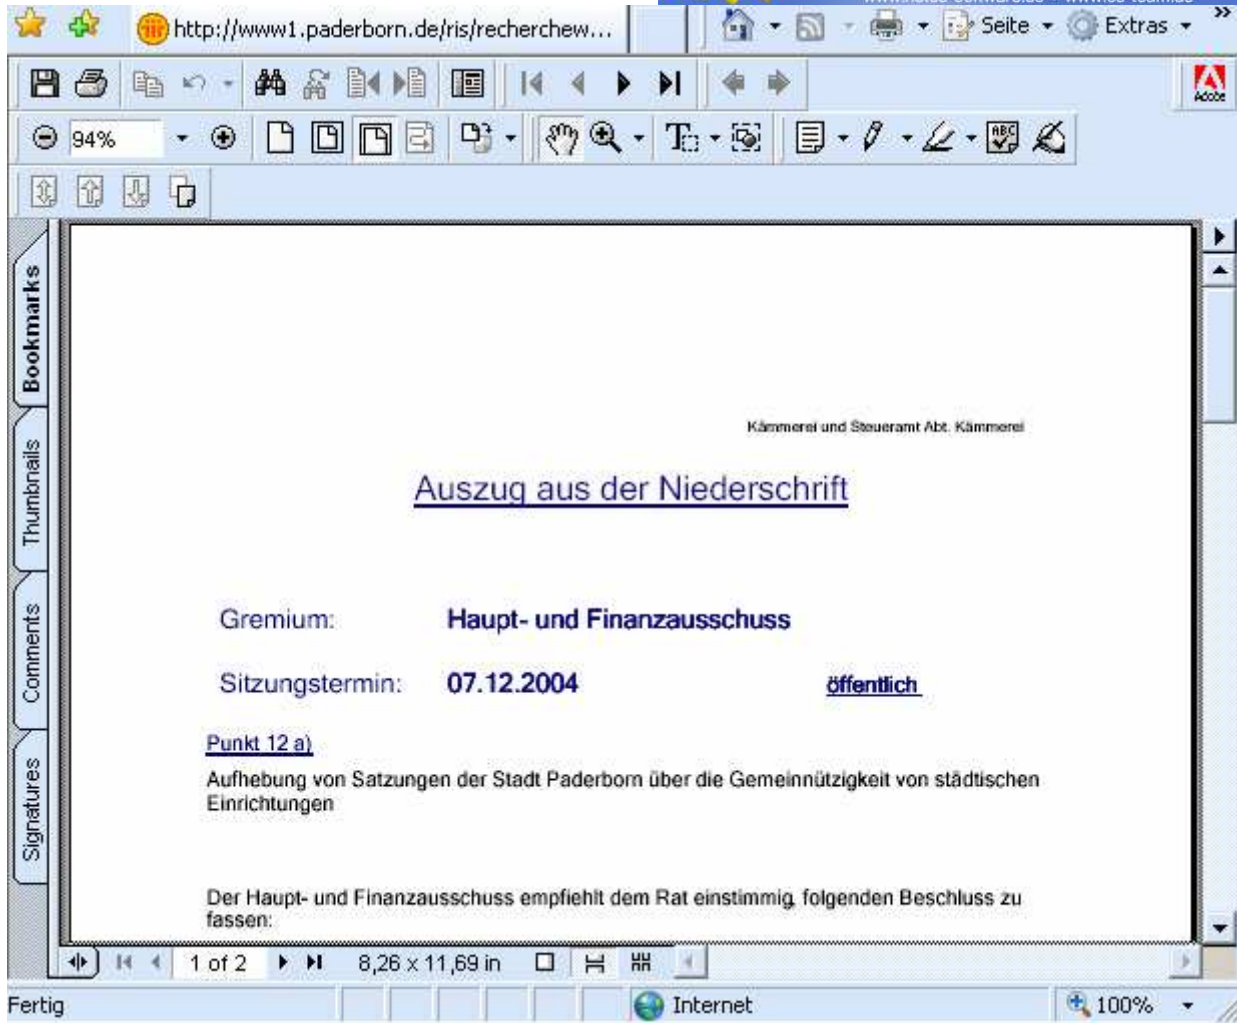 http://www1.paderborn.de/ris/recherchew...
Seite
Extras
»
Adobe
94%
Bookmarks
Thumbnails
Comments
Signatures
Kämmerei und Steueramt Abt. Kämmerei
Auszug aus der Niederschrift
Gremium: Haupt- und Finanzausschuss
Sitzungstermin: 07.12.2004 öffentlich
Punkt 12 a)
Aufhebung von Satzungen der Stadt Paderborn über die Gemeinnützigkeit von städtischen
Einrichtungen
Der Haupt- und Finanzausschuss empfiehlt dem Rat einstimmig, folgenden Beschluss zu
fassen:
1 of 2 8,26 x 11,69 in
Fertig Internet 100%